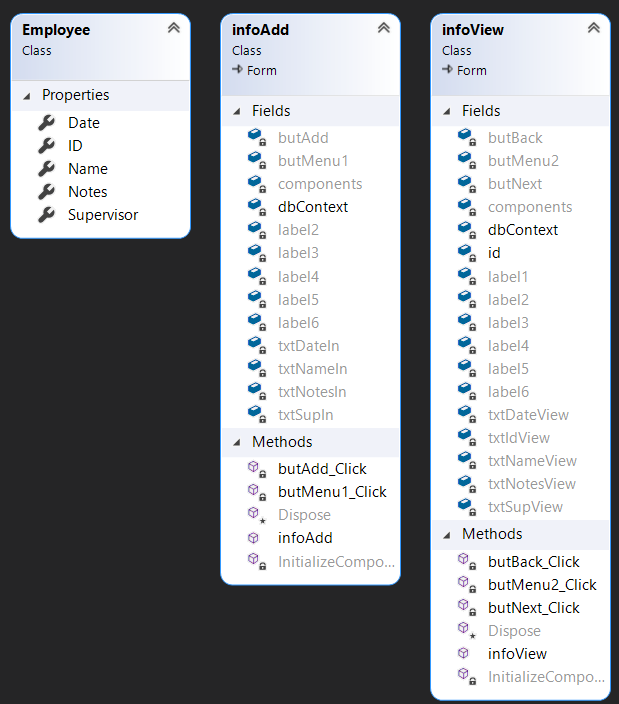 Employee
Class
Properties
Date
ID
Name
Notes
Supervisor
infoAdd
Class
Form
Fields
butAdd
butMenu1
components
dbContext
label2
label3
label4
label5
label6
txtDateIn
txtNameIn
txtNotesIn
txtSupIn
Methods
butAdd_Click
butMenu1_Click
Dispose
infoAdd
InitializeCompo...
infoView
Class
Form
Fields
butBack
butMenu2
butNext
components
dbContext
id
label1
label2
label3
label4
label5
label6
txtDateView
txtIdView
txtNameView
txtNotesView
txtSupView
Methods
butBack_Click
butMenu2_Click
butNext_Click
Dispose
infoView
InitializeCompo...